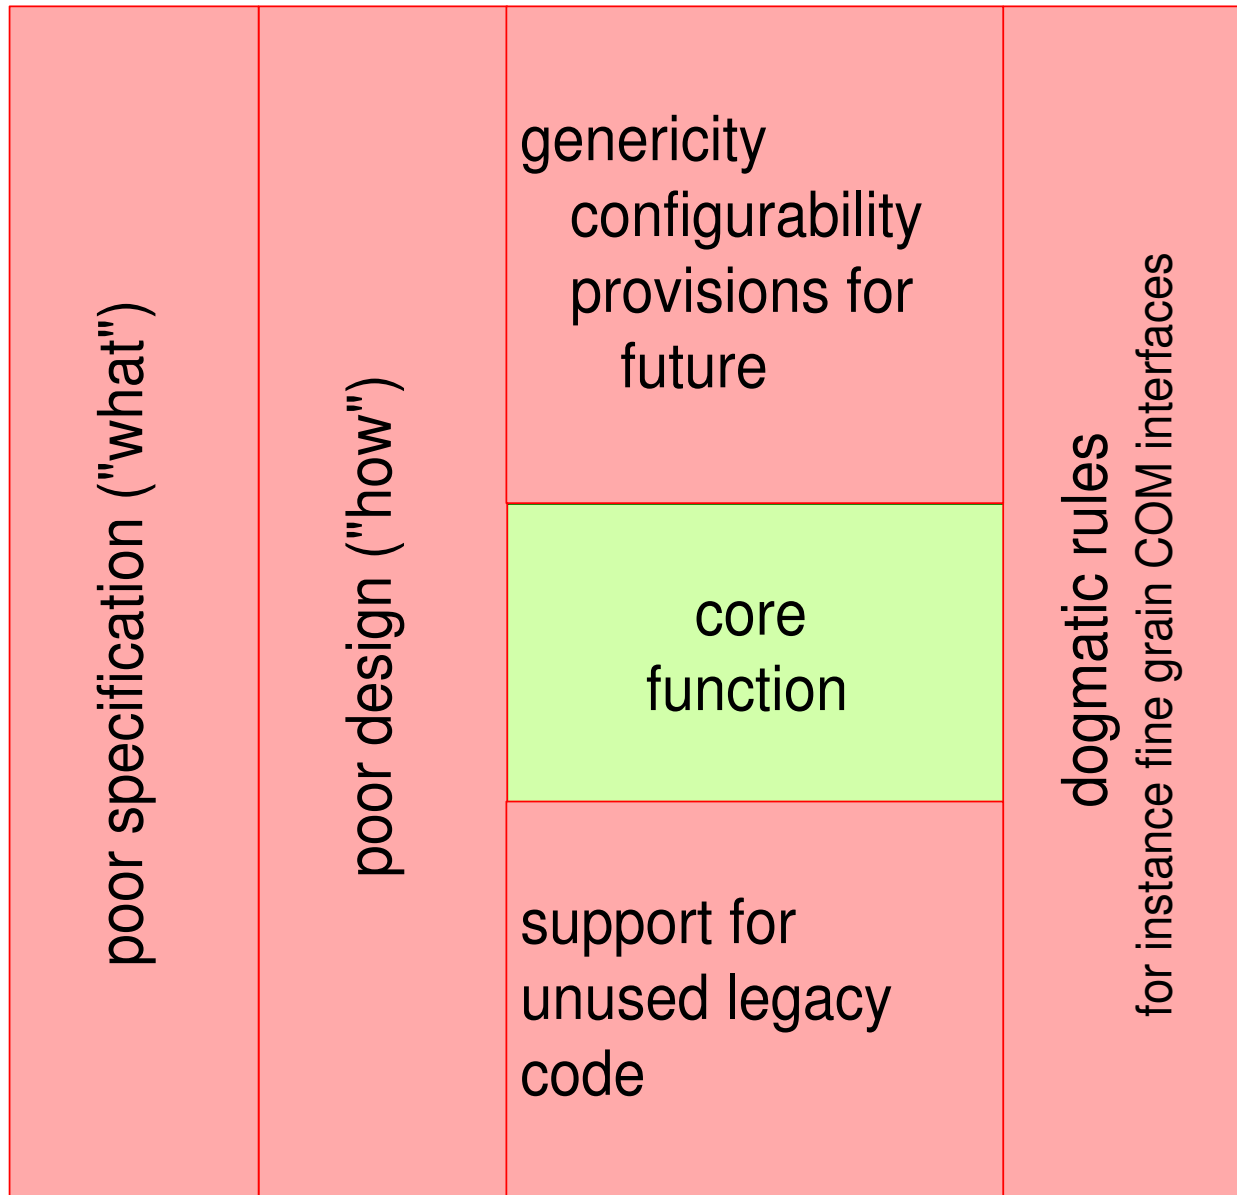 poor specification ("what")
poor design ("how")
genericity
configurability
provisions for
future
core
function
support for
unused legacy
code
dogmatic rules
for instance fine grain COM interfaces